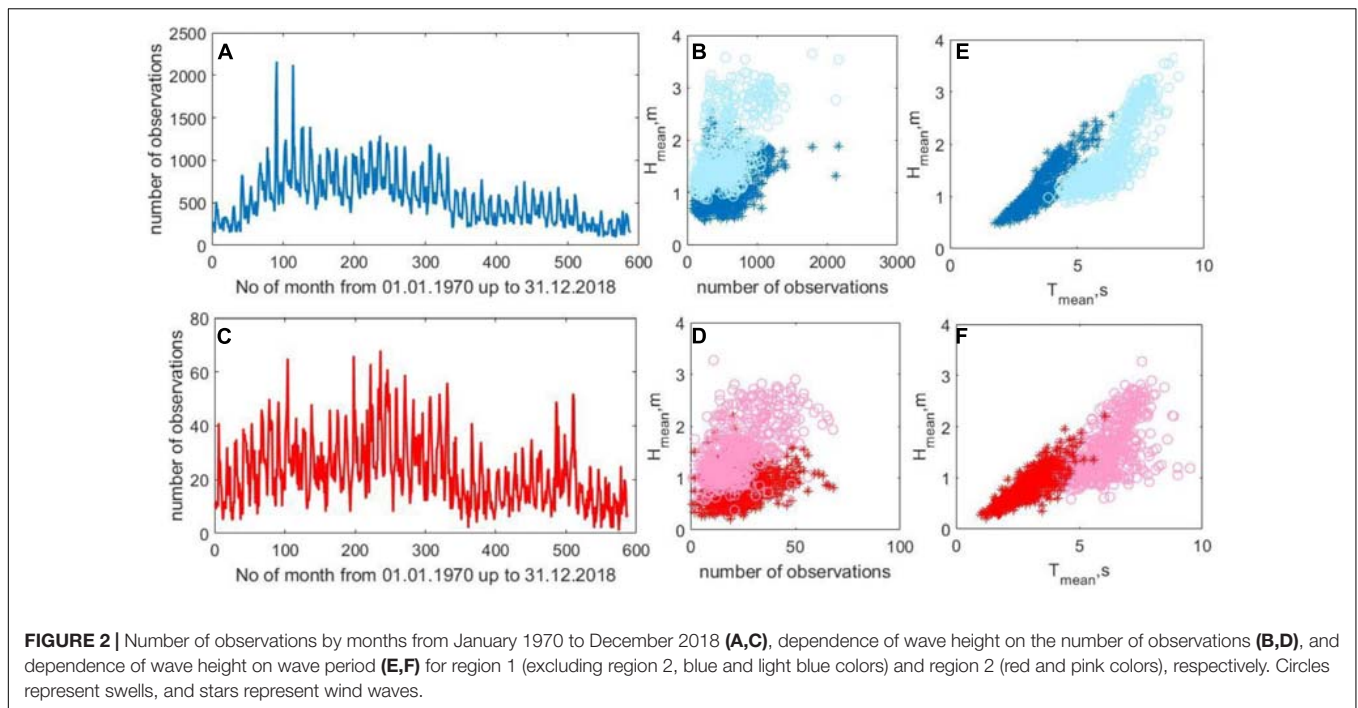 A
2500
2000
1500
1000
500
0
number of observations
0 100 200 300 400 500 600
No of month from 01.01.1970 up to 31.12.2018
B
4
3
2
1
0
H_mean,m
0 1000 2000 3000
number of observations
E
4
3
2
1
0
H_mean,m
0 5 10
T_mean,s
C
80
60
40
20
0
number of observations
0 100 200 300 400 500 600
No of month from 01.01.1970 up to 31.12.2018
D
4
3
2
1
0
H_mean,m
0 50 100
number of observations
F
4
3
2
1
0
H_mean,m
0 5 10
T_mean,s
FIGURE 2 | Number of observations by months from January 1970 to December 2018 (A,C), dependence of wave height on the number of observations (B,D), and
dependence of wave height on wave period (E,F) for region 1 (excluding region 2, blue and light blue colors) and region 2 (red and pink colors), respectively. Circles
represent swells, and stars represent wind waves.